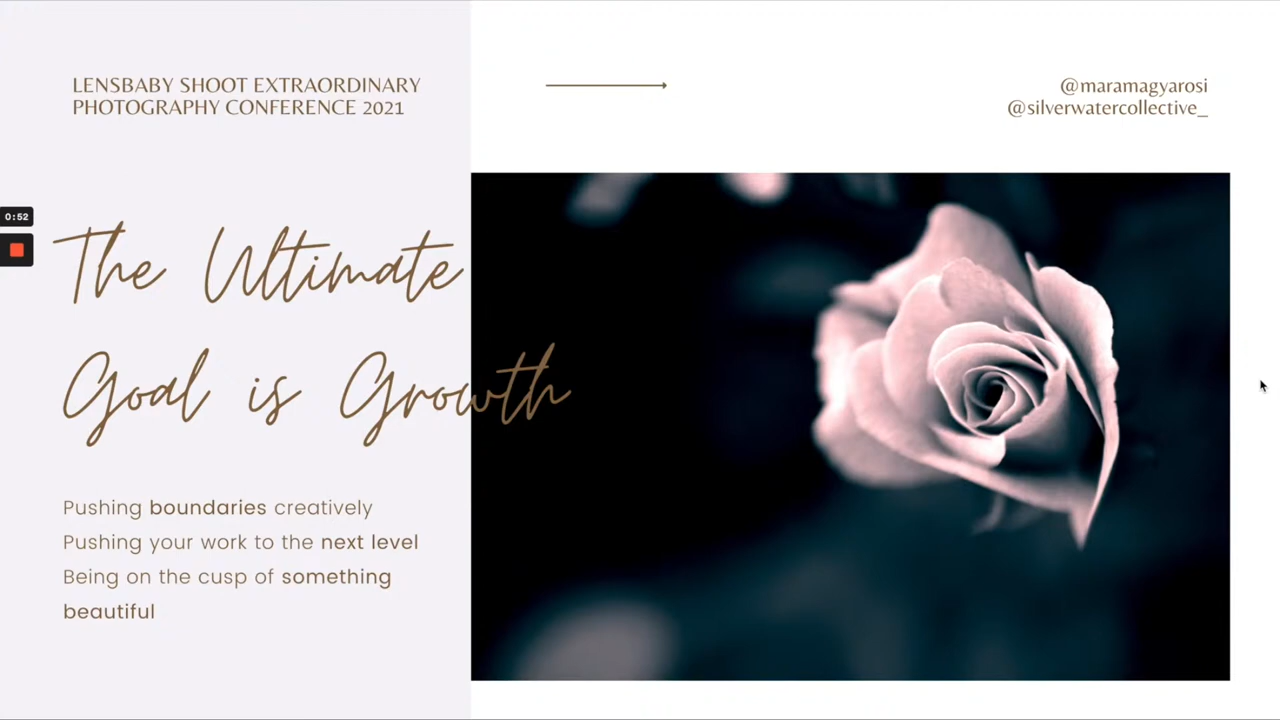 LENSBABY SHOOT EXTRAORDINARY
PHOTOGRAPHY CONFERENCE 2021
@maramagyarosi
@silverwatercollective_
0:52
The Ultimate
Goal is Growth
Pushing boundaries creatively
Pushing your work to the next level
Being on the cusp of something
beautiful